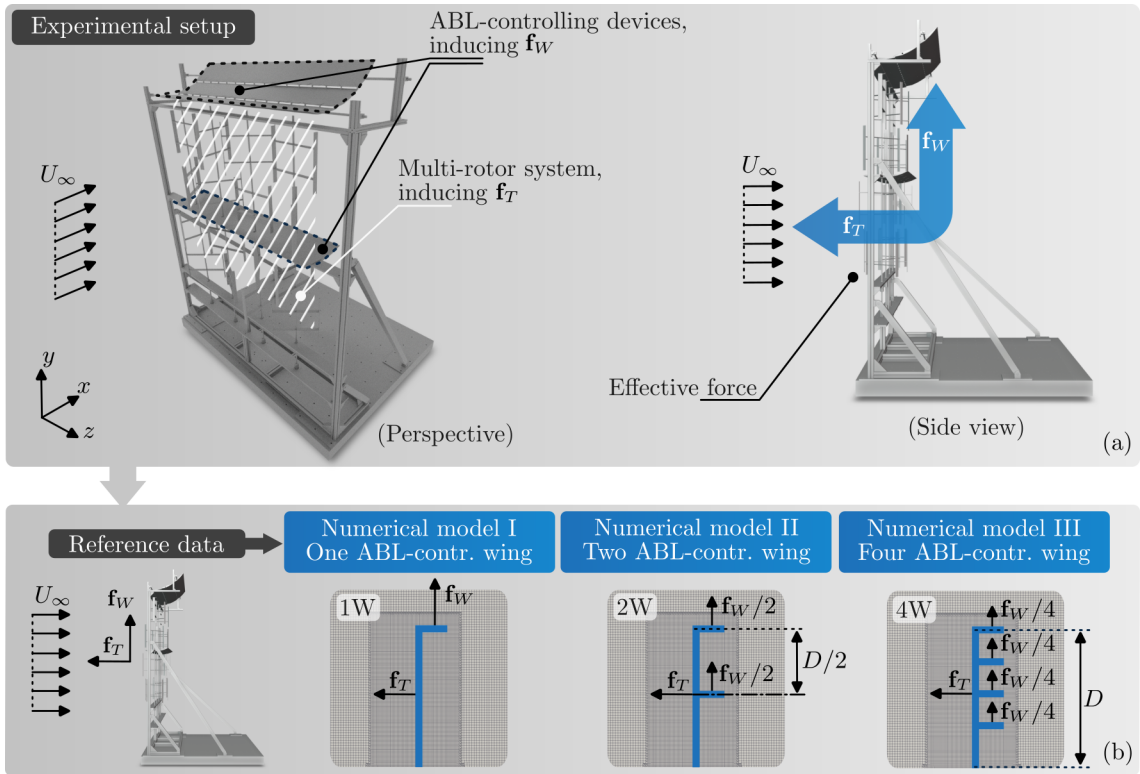 Experimental setup
ABL-controlling devices,
inducing f_W
Multi-rotor system,
inducing f_T
U_∞
y
x
z
(Perspective)
U_∞
f_W
f_T
Effective force
(Side view)
(a)
Reference data
Numerical model I
One ABL-contr. wing
Numerical model II
Two ABL-contr. wing
Numerical model III
Four ABL-contr. wing
U_∞
f_W
f_T
1W
f_W
f_T
2W
f_W/2
f_W/2
f_T
D/2
4W
f_W/4
f_W/4
f_W/4
f_W/4
f_T
D
(b)